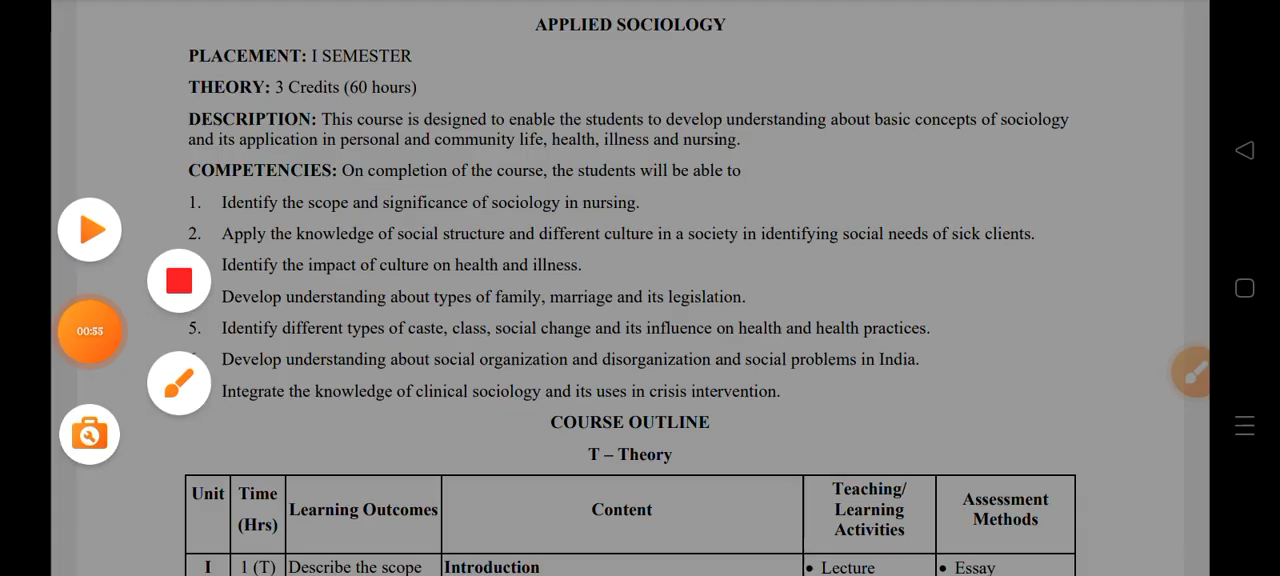 APPLIED SOCIOLOGY
PLACEMENT: I SEMESTER
THEORY: 3 Credits (60 hours)
DESCRIPTION: This course is designed to enable the students to develop understanding about basic concepts of sociology
and its application in personal and community life, health, illness and nursing.
COMPETENCIES: On completion of the course, the students will be able to
1. Identify the scope and significance of sociology in nursing.
2. Apply the knowledge of social structure and different culture in a society in identifying social needs of sick clients.
Identify the impact of culture on health and illness.
Develop understanding about types of family, marriage and its legislation.
00:55
5. Identify different types of caste, class, social change and its influence on health and health practices.
Develop understanding about social organization and disorganization and social problems in India.
Integrate the knowledge of clinical sociology and its uses in crisis intervention.
COURSE OUTLINE
T – Theory
Unit
Time
(Hrs)
Learning Outcomes
Content
Teaching/
Learning
Activities
Assessment
Methods
I
1 (T)
Describe the scope
Introduction
• Lecture
• Essay